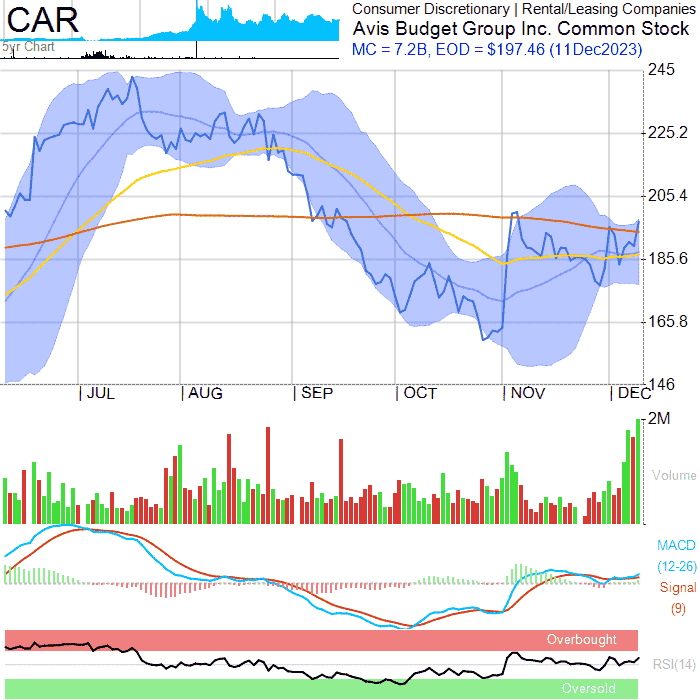 CAR
Consumer Discretionary | Rental/Leasing Companies
Avis Budget Group Inc. Common Stock
MC = 7.2B, EOD = $197.46 (11Dec2023)
5yr Chart
245
225.2
205.4
185.6
165.8
146
| JUL | AUG | SEP | OCT | NOV | DEC
2M
Volume
MACD
(12-26)
Signal
(9)
Overbought
RSI(14)
Oversold